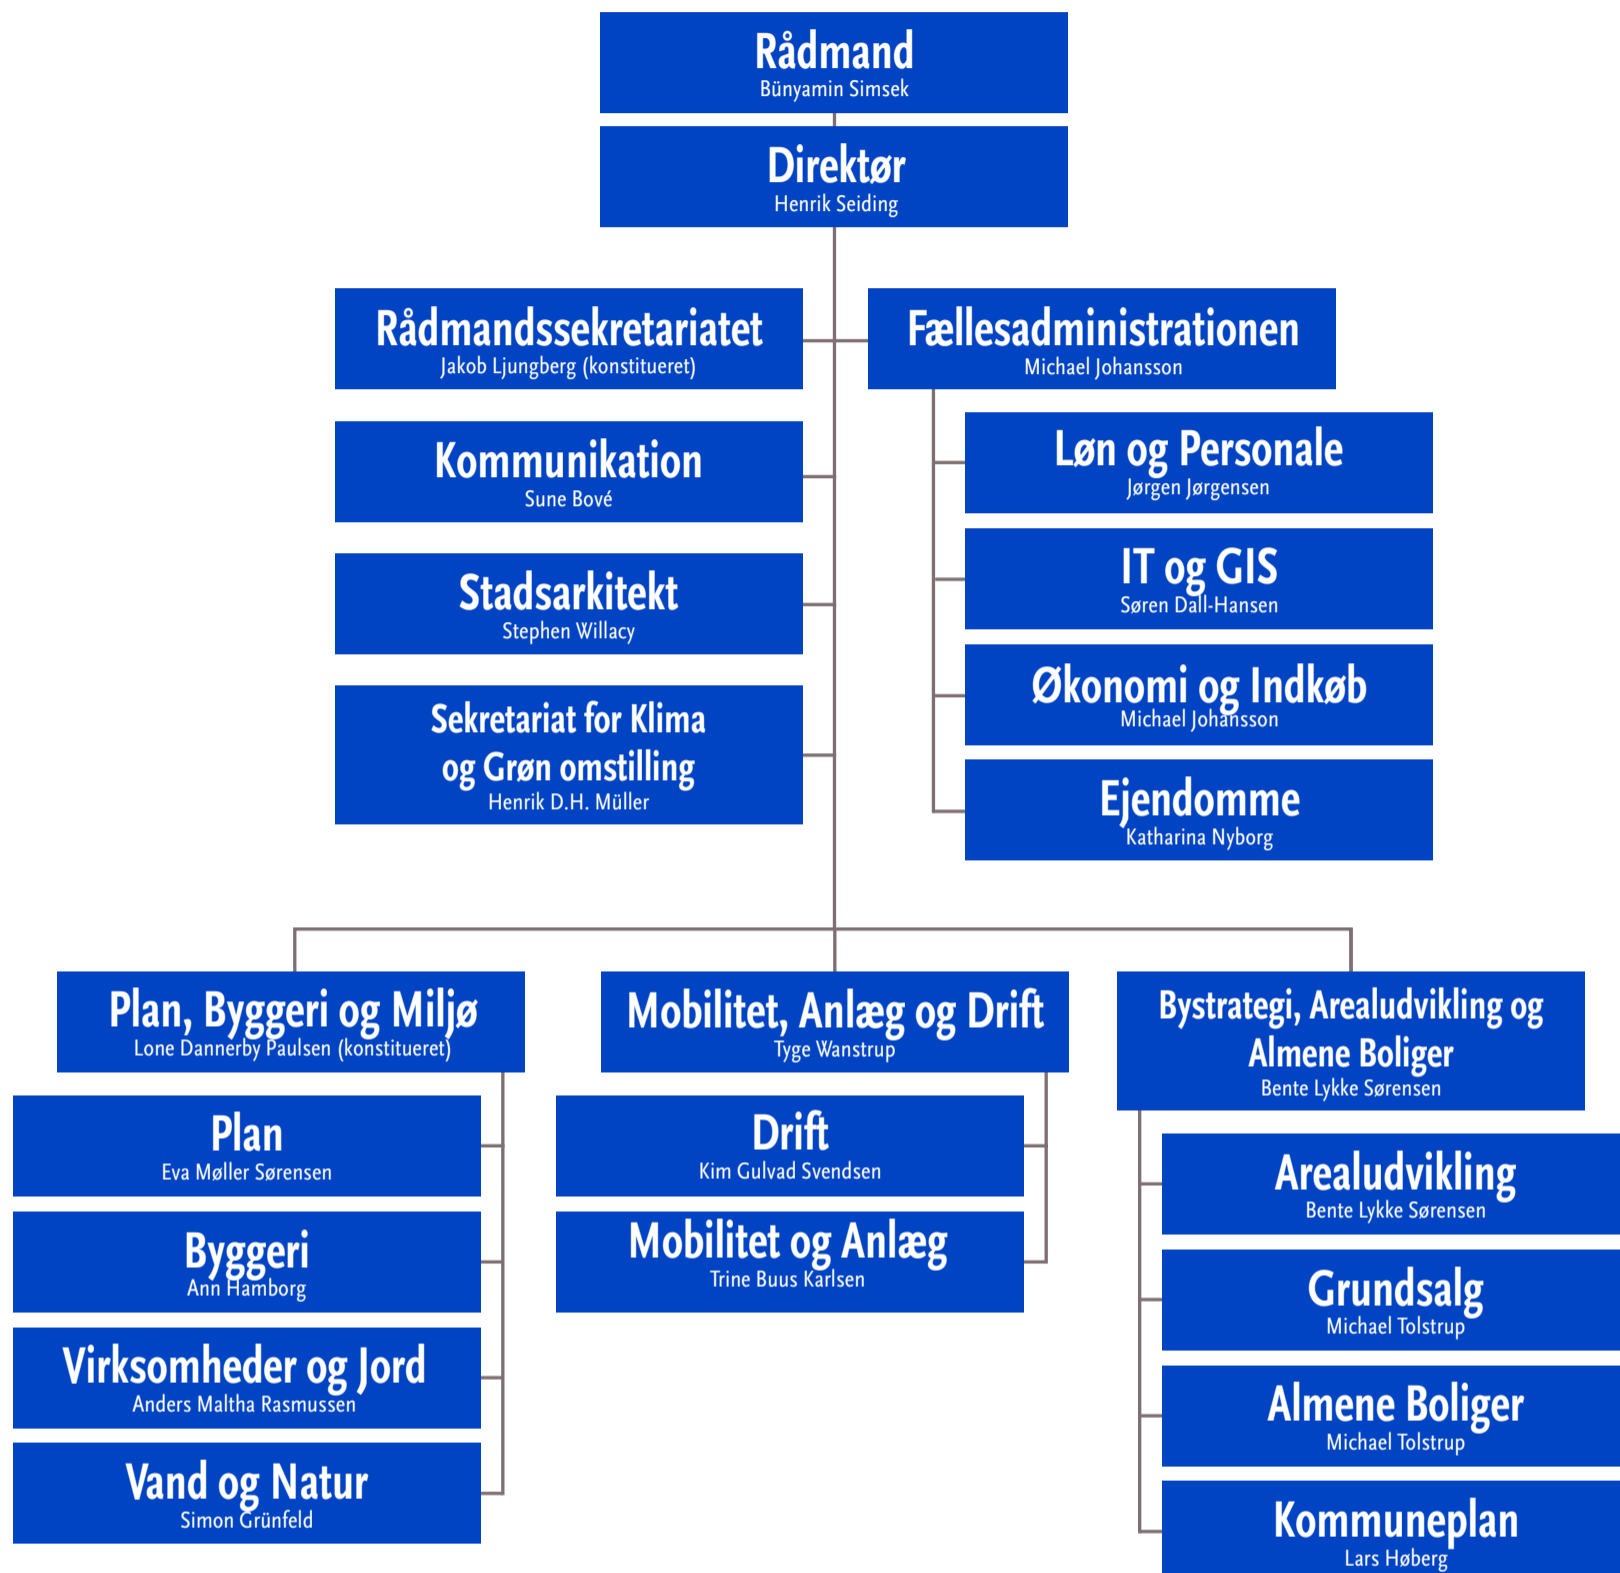 Rådmand
Bünyamin Simsek
Direktør
Henrik Seiding
Rådmandssekretariatet
Jakob Ljungberg (konstitueret)
Kommunikation
Sune Bové
Stadsarkitekt
Stephen Willacy
Sekretariat for Klima
og Grøn omstilling
Henrik D.H. Müller
Fællesadministrationen
Michael Johansson
Løn og Personale
Jørgen Jørgensen
IT og GIS
Søren Dall-Hansen
Økonomi og Indkøb
Michael Johansson
Ejendomme
Katharina Nyborg
Plan, Byggeri og Miljø
Lone Dannerby Paulsen (konstitueret)
Plan
Eva Møller Sørensen
Byggeri
Ann Hamborg
Virksomheder og Jord
Anders Maltha Rasmussen
Vand og Natur
Simon Grünfeld
Mobilitet, Anlæg og Drift
Tyge Wanstrup
Drift
Kim Gulvad Svendsen
Mobilitet og Anlæg
Trine Buus Karlsen
Bystrategi, Arealudvikling og
Almene Boliger
Bente Lykke Sørensen
Arealudvikling
Bente Lykke Sørensen
Grundsalg
Michael Tolstrup
Almene Boliger
Michael Tolstrup
Kommuneplan
Lars Høberg